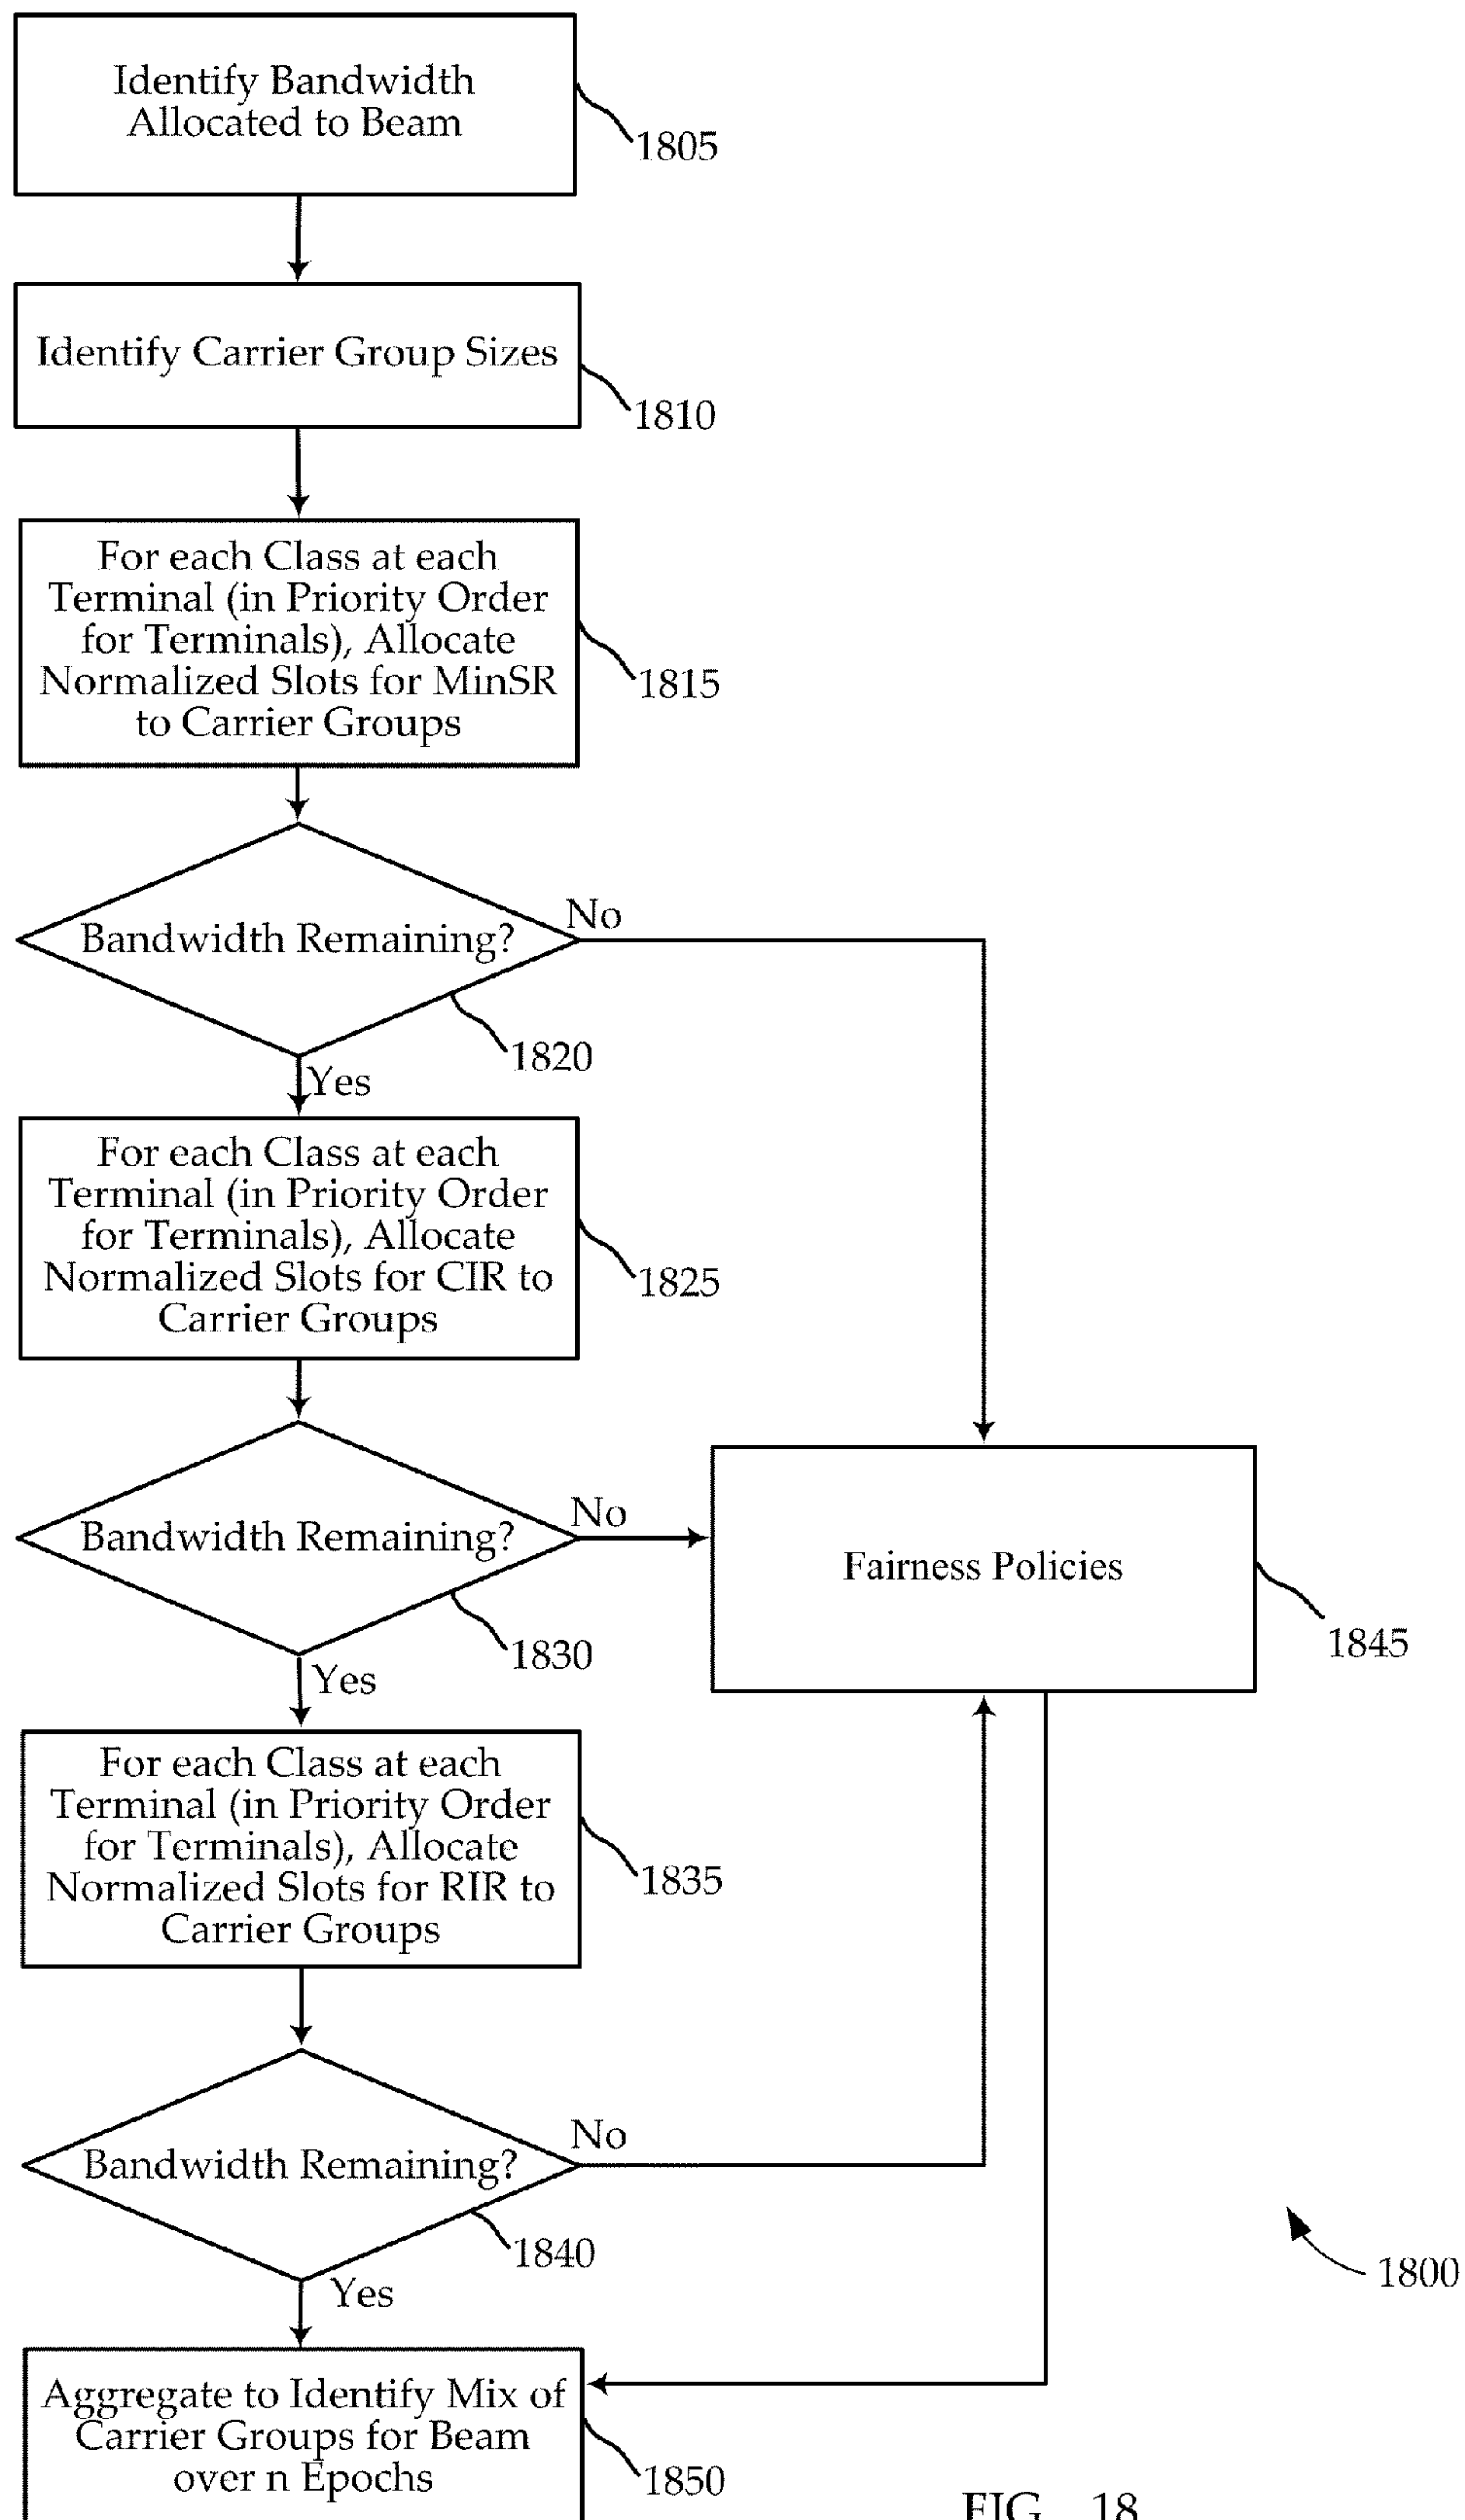 Identify Bandwidth
Allocated to Beam
1805
Identify Carrier Group Sizes
1810
For each Class at each
Terminal (in Priority Order
for Terminals), Allocate
Normalized Slots for MinSR
to Carrier Groups
1815
Bandwidth Remaining?
No
1820
Yes
For each Class at each
Terminal (in Priority Order
for Terminals), Allocate
Normalized Slots for CIR to
Carrier Groups
1825
Bandwidth Remaining?
No
1830
Yes
Fairness Policies
1845
For each Class at each
Terminal (in Priority Order
for Terminals), Allocate
Normalized Slots for RIR to
Carrier Groups
1835
Bandwidth Remaining?
No
1840
Yes
1800
Aggregate to Identify Mix of
Carrier Groups for Beam
over n Epochs
1850
FIG. 18